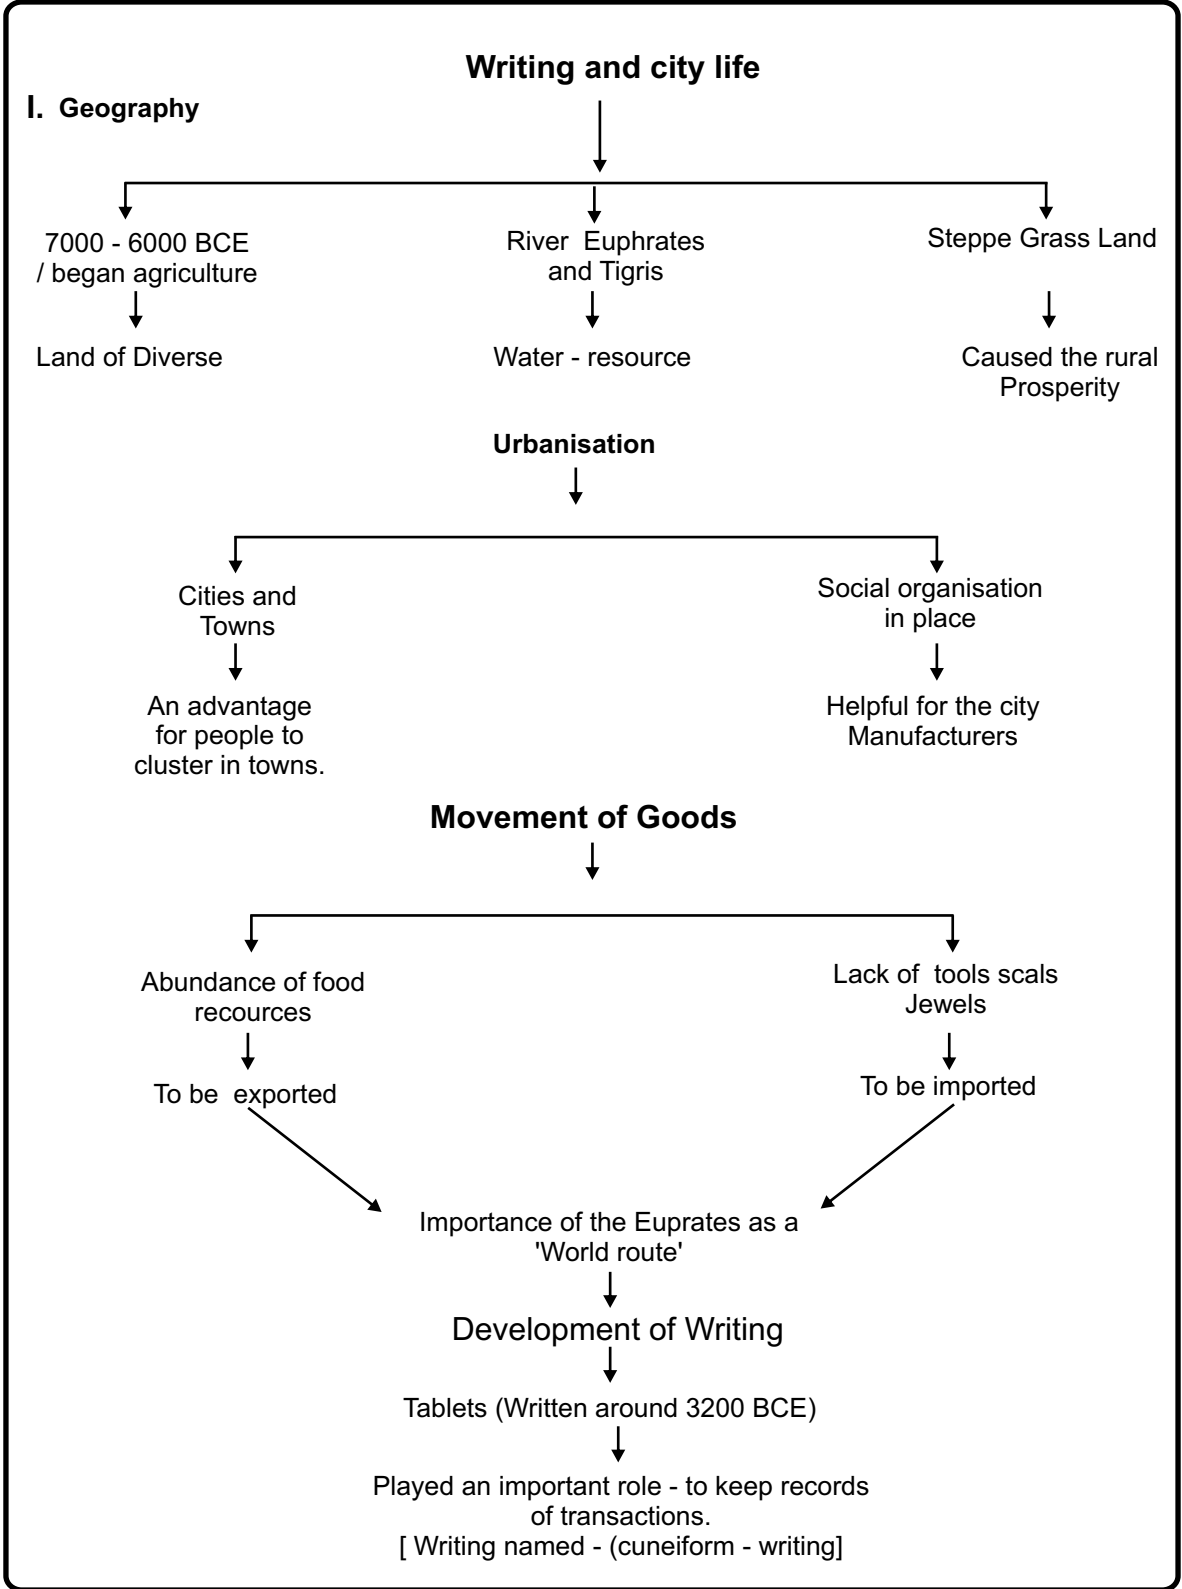 Writing and city life
I. Geography
7000 - 6000 BCE
/ began agriculture
River Euphrates
and Tigris
Steppe Grass Land
Land of Diverse
Water - resource
Caused the rural
Prosperity
Urbanisation
Cities and
Towns
Social organisation
in place
An advantage
for people to
cluster in towns.
Helpful for the city
Manufacturers
Movement of Goods
Abundance of food
recources
Lack of tools scals
Jewels
To be exported
To be imported
Importance of the Euprates as a
'World route'
Development of Writing
Tablets (Written around 3200 BCE)
Played an important role - to keep records
of transactions.
[ Writing named - (cuneiform - writing]